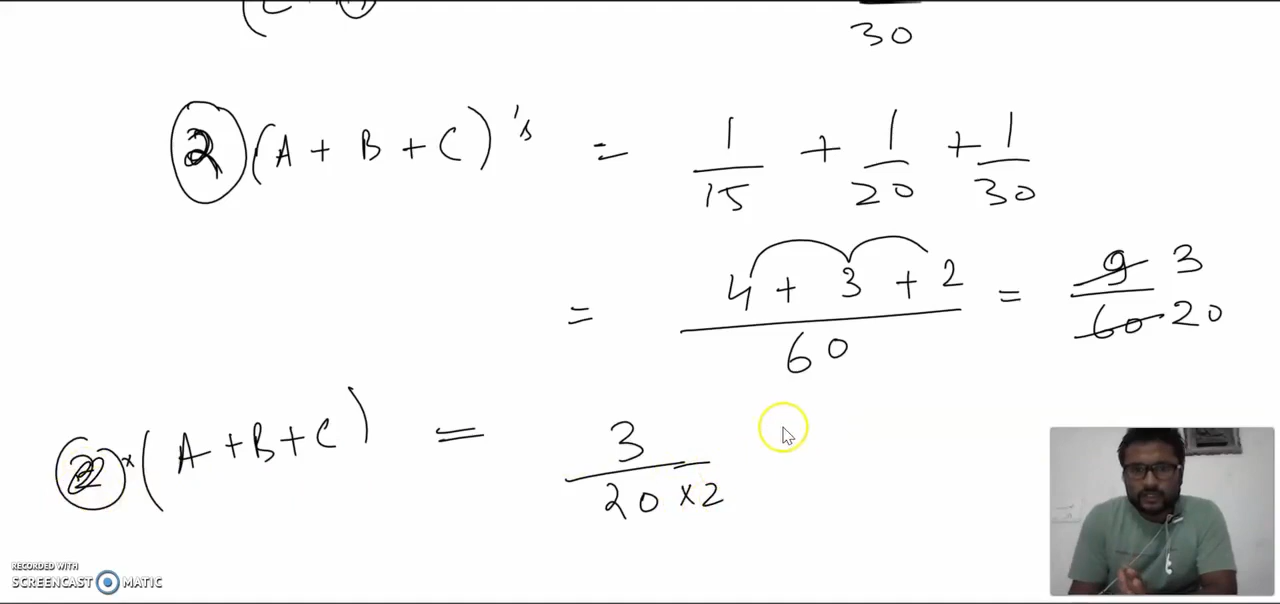 (C +
30
2 (A + B + C)'s = 1/15 + 1/20 + 1/30
= 4 + 3 + 2 / 60 = 9/60 3/20
2 × (A + B + C) = 3 / 20 × 2
RECORDED WITH
SCREENCAST MATIC